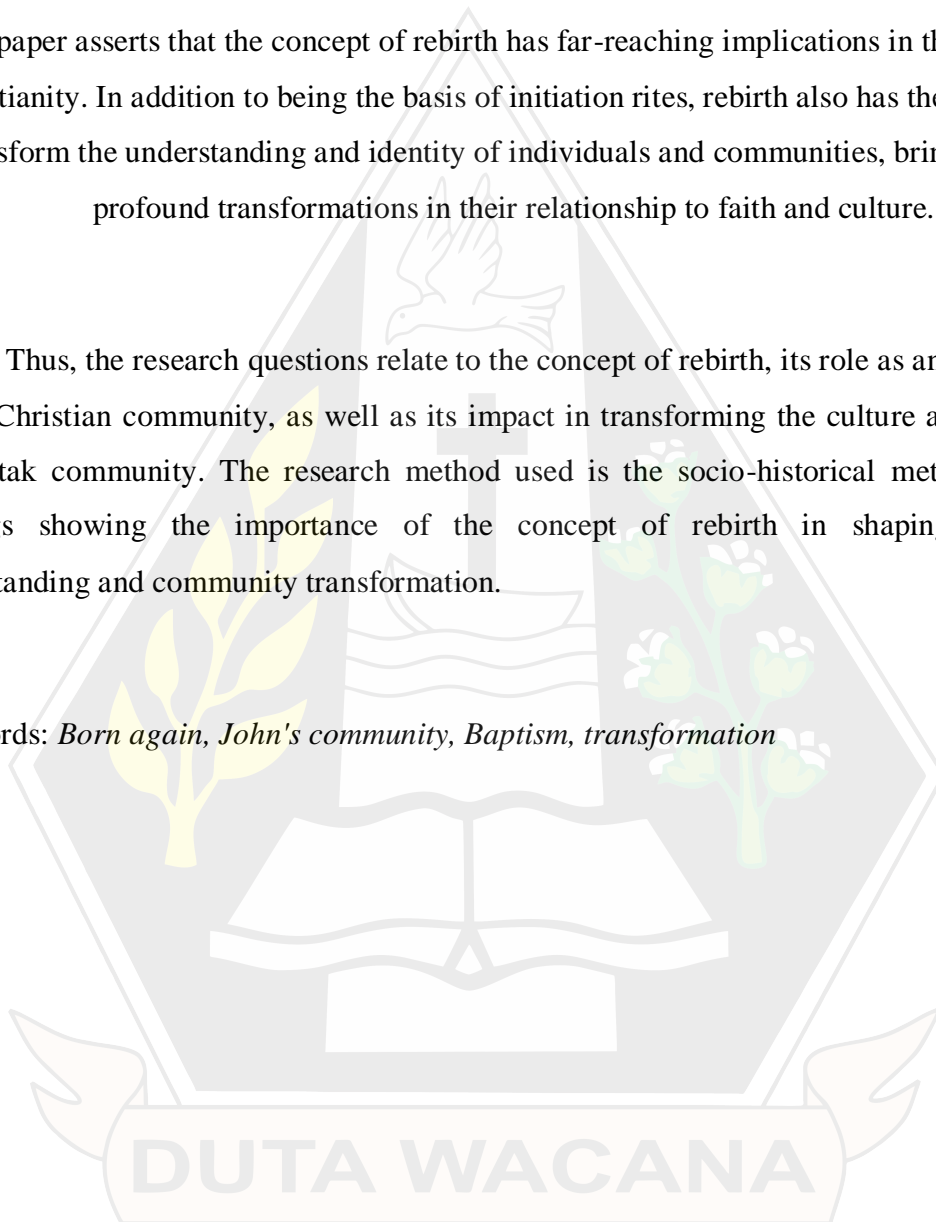 paper asserts that the concept of rebirth has far-reaching implications in th
tianity. In addition to being the basis of initiation rites, rebirth also has the
sform the understanding and identity of individuals and communities, brin
profound transformations in their relationship to faith and culture.
Thus, the research questions relate to the concept of rebirth, its role as an
Christian community, as well as its impact in transforming the culture a
tak community. The research method used is the socio-historical met
s showing the importance of the concept of rebirth in shapin
tanding and community transformation.
rds: Born again, John's community, Baptism, transformation
DUTA WACANA